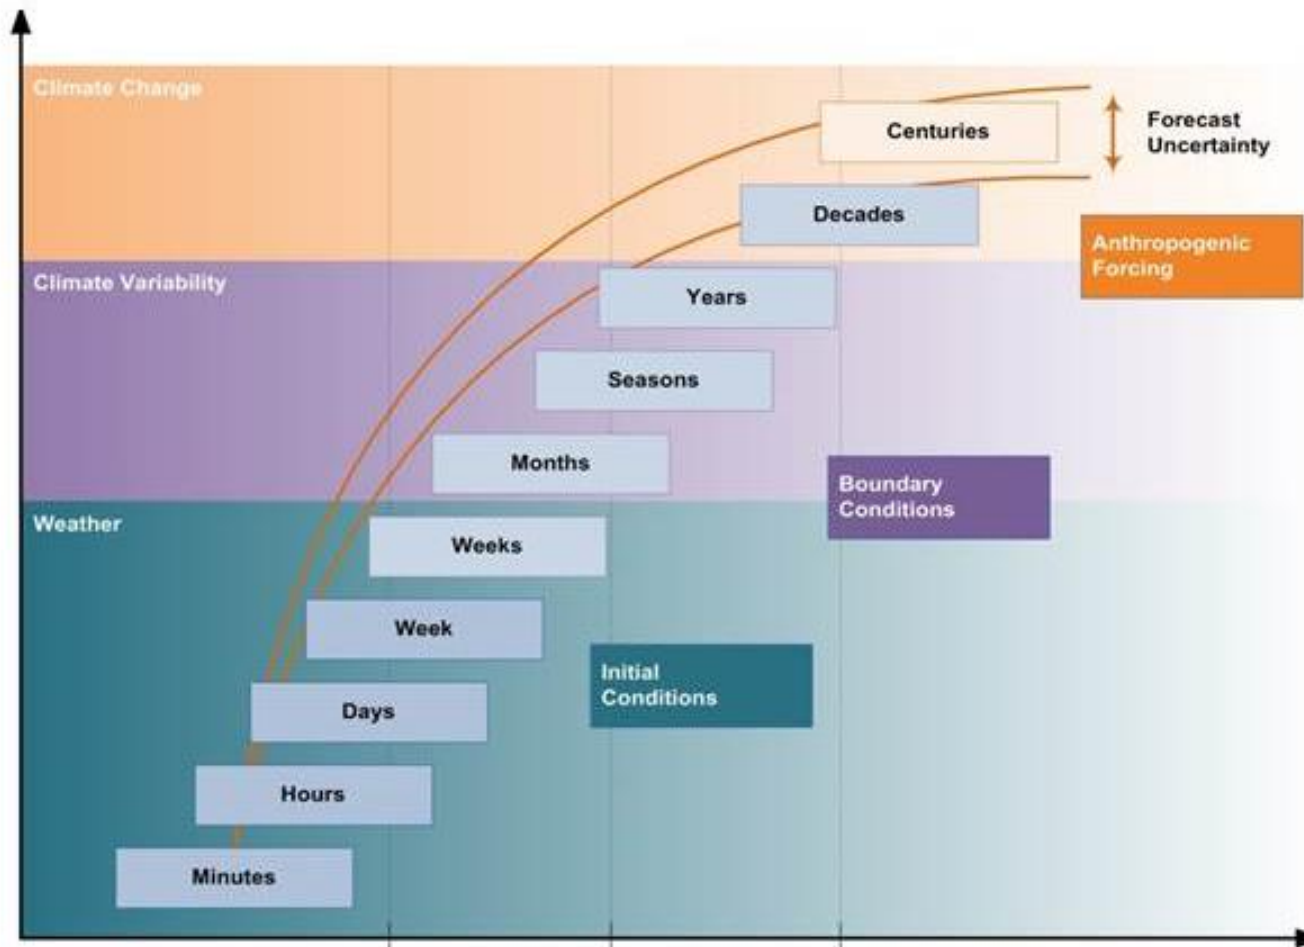 Climate Change
Centuries
Forecast
Uncertainty
Decades
Anthropogenic
Forcing
Climate Variability
Years
Seasons
Months
Boundary
Conditions
Weather
Weeks
Week
Initial
Conditions
Days
Hours
Minutes